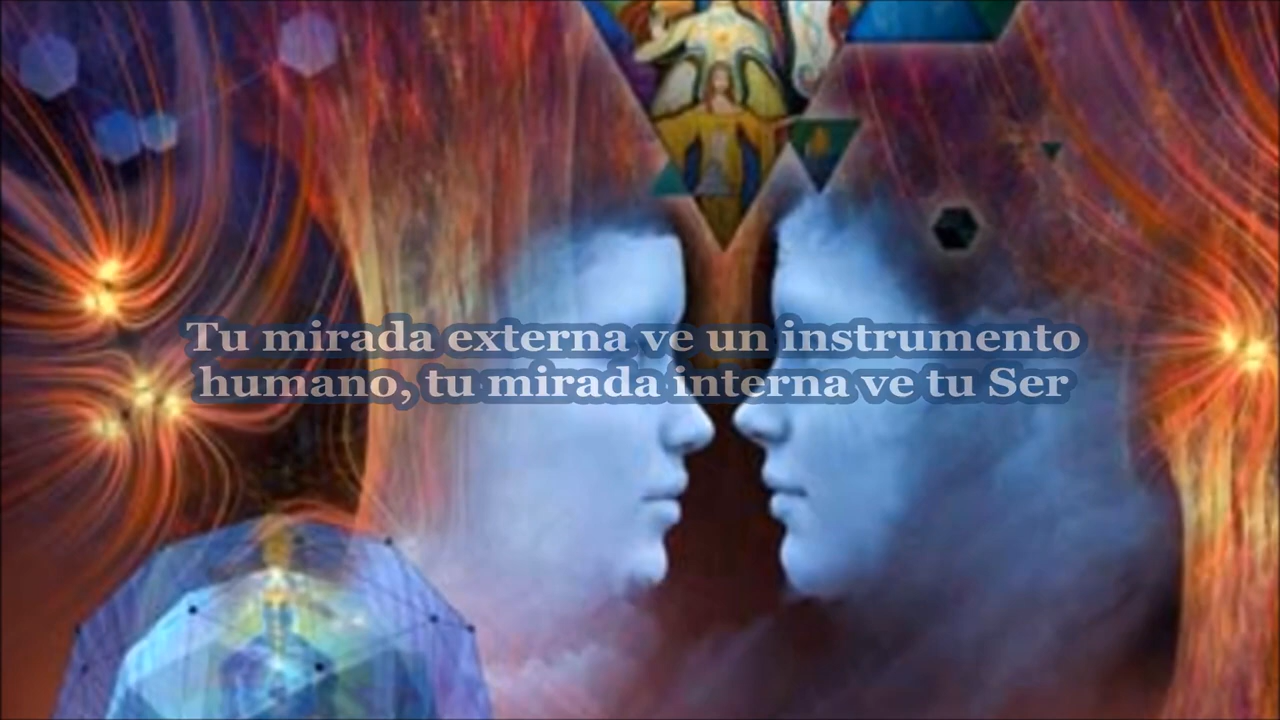 Tu mirada externa ve un instrumento
humano, tu mirada interna ve tu Ser